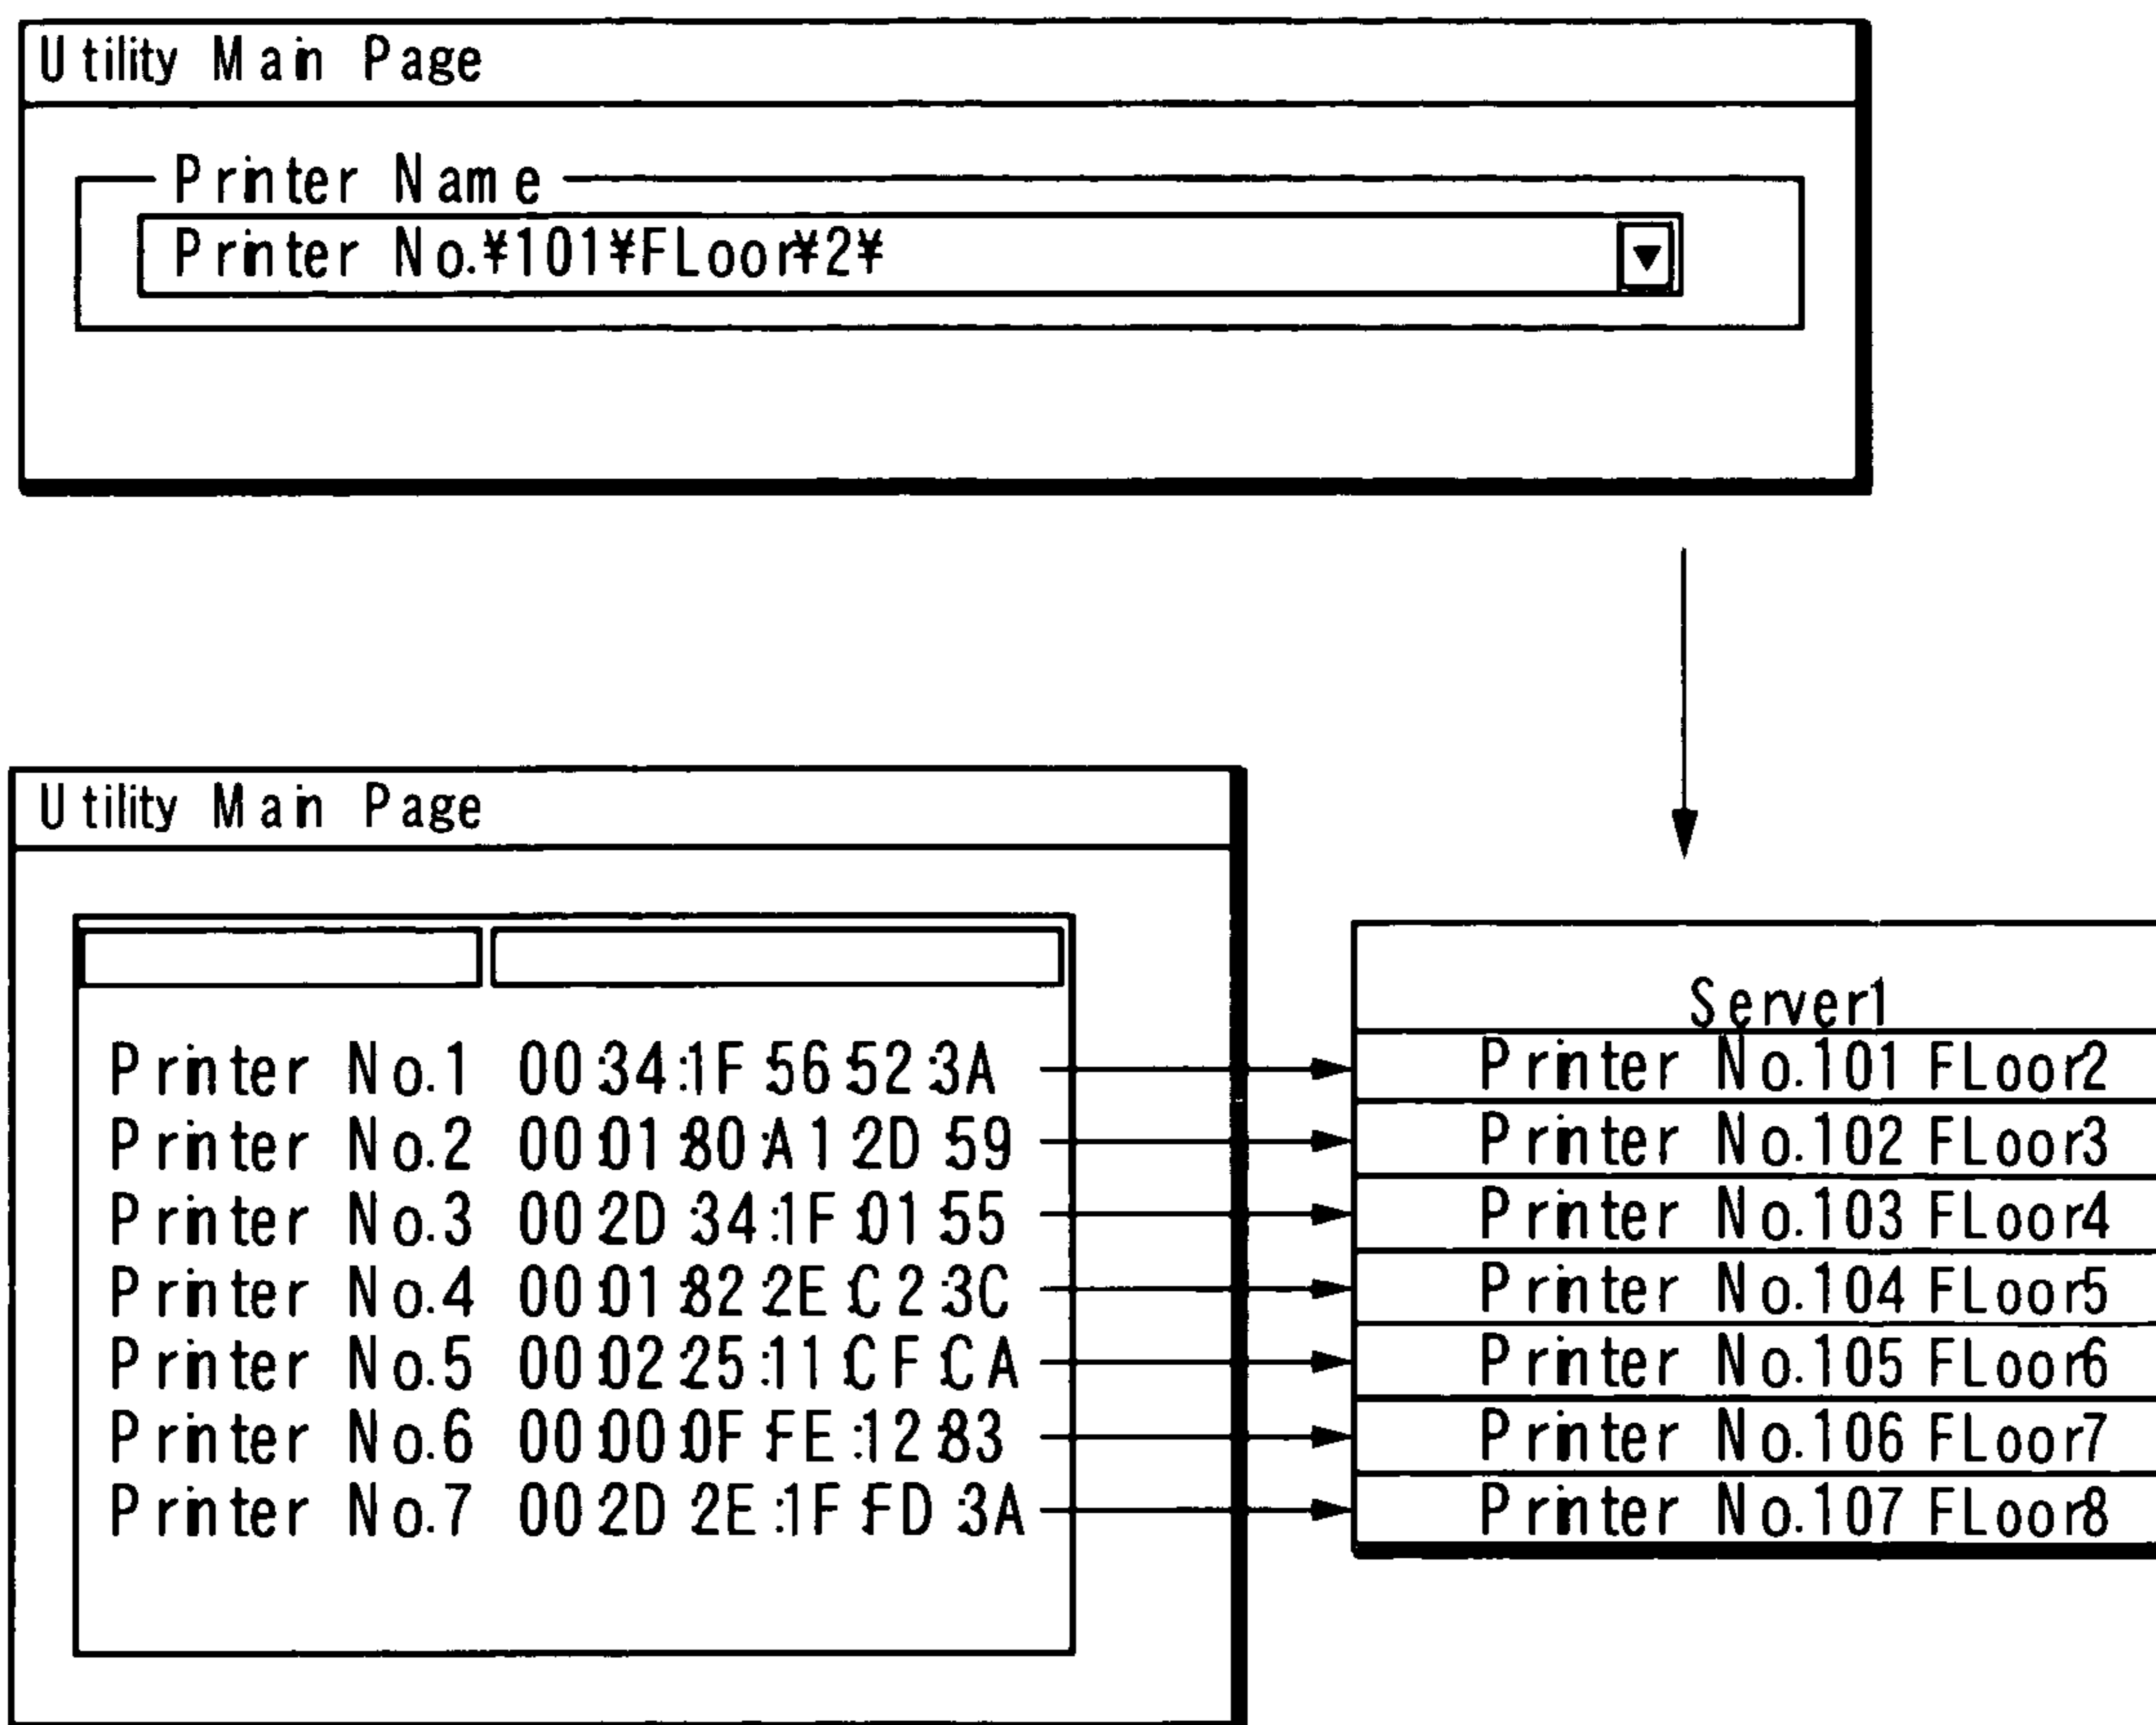 Utility Main Page
Printer Name
Printer No.¥101¥FLoor¥2¥
Utility Main Page
Printer No.1 00:34:1F:56:52:3A
Printer No.2 00:01:80:A1:2D:59
Printer No.3 00:2D:34:1F:01:55
Printer No.4 00:01:82:2E:C2:3C
Printer No.5 00:02:25:11:CF:CA
Printer No.6 00:00:0F:FE:12:83
Printer No.7 00:2D:2E:1F:FD:3A
Server1
Printer No.101 FLoor2
Printer No.102 FLoor3
Printer No.103 FLoor4
Printer No.104 FLoor5
Printer No.105 FLoor6
Printer No.106 FLoor7
Printer No.107 FLoor8